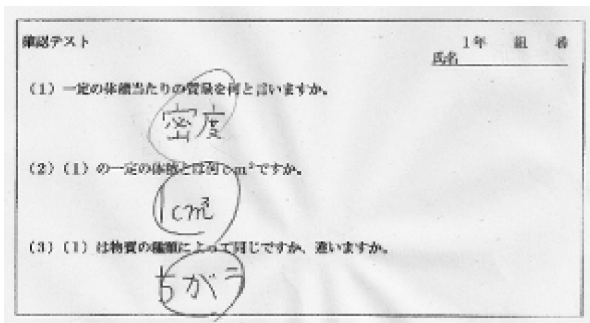 確認テスト
1年 組 番
氏名
(1) 一定の体積当たりの質量を何と言いますか。
密度
(2) (1) の一定の体積とは何cm³ですか。
1cm³
(3) (1) は物質の種類によって同じですか、違いますか。
ちがう